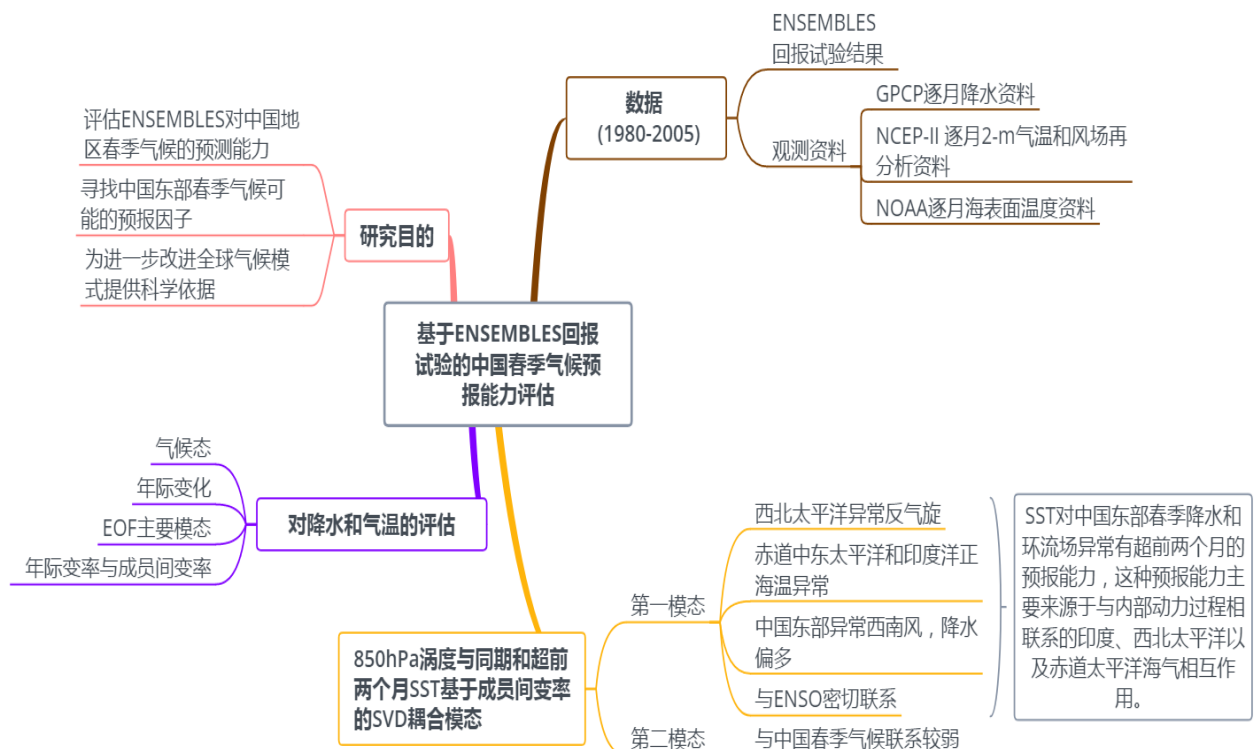 基于ENSEMBLES回报
试验的中国春季气候预
报能力评估
研究目的
评估ENSEMBLES对中国地
区春季气候的预测能力
寻找中国东部春季气候可
能的预报因子
为进一步改进全球气候模
式提供科学依据
数据
(1980-2005)
ENSEMBLES
回报试验结果
观测资料
GPCP逐月降水资料
NCEP-II 逐月2-m气温和风场再
分析资料
NOAA逐月海表面温度资料
对降水和气温的评估
气候态
年际变化
EOF主要模态
年际变率与成员间变率
850hPa涡度与同期和超前
两个月SST基于成员间变率
的SVD耦合模态
第一模态
西北太平洋异常反气旋
赤道中东太平洋和印度洋正
海温异常
中国东部异常西南风，降水
偏多
与ENSO密切联系
第二模态
与中国春季气候联系较弱
SST对中国东部春季降水和
环流场异常有超前两个月的
预报能力，这种预报能力主
要来源于与内部动力过程相
联系的印度、西北太平洋以
及赤道太平洋海气相互作
用。